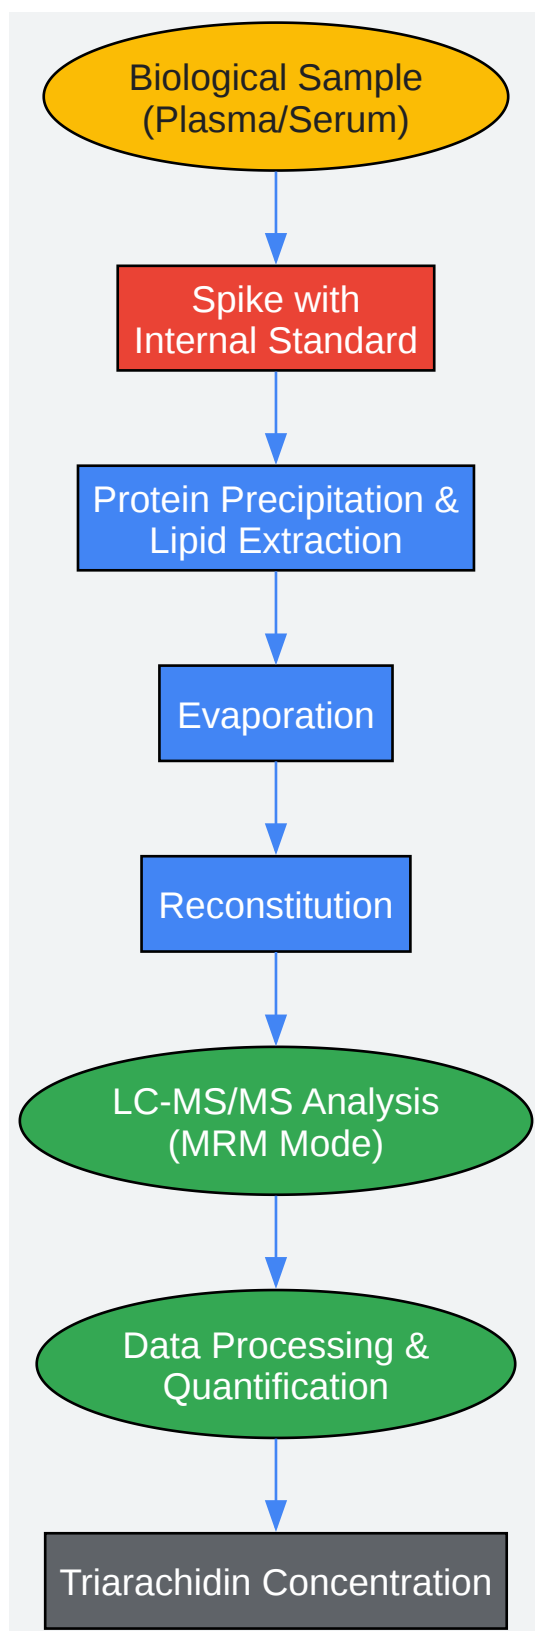 Biological Sample
(Plasma/Serum)
Spike with
Internal Standard
Protein Precipitation &
Lipid Extraction
Evaporation
Reconstitution
LC-MS/MS Analysis
(MRM Mode)
Data Processing &
Quantification
Triarachidin Concentration